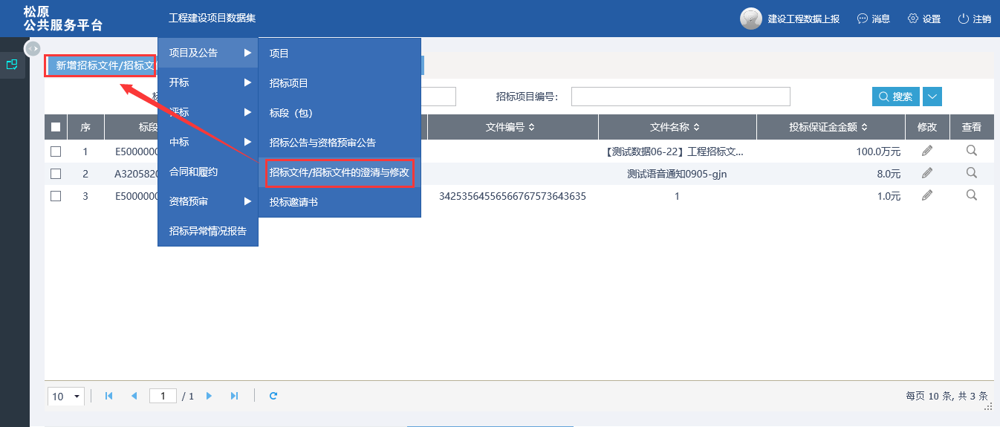 松原
公共服务平台
工程建设项目数据集
建设工程数据上报
消息
设置
注销
项目及公告
开标
评标
中标
合同和履约
资格预审
招标异常情况报告
项目
招标项目
标段（包）
招标公告与资格预审公告
招标文件/招标文件的澄清与修改
投标邀请书
新增招标文件/招标文
招标项目编号：
搜索
序 标段 文件编号 文件名称 投标保证金金额 修改 查看
1 E5000000 【测试数据06-22】工程招标文... 100.0万元
2 A3205820 测试语音通知0905-gjn 8.0元
3 E5000000 34253564556566767573643635 1 1.0元
10 1 / 1 每页 10 条, 共 3 条